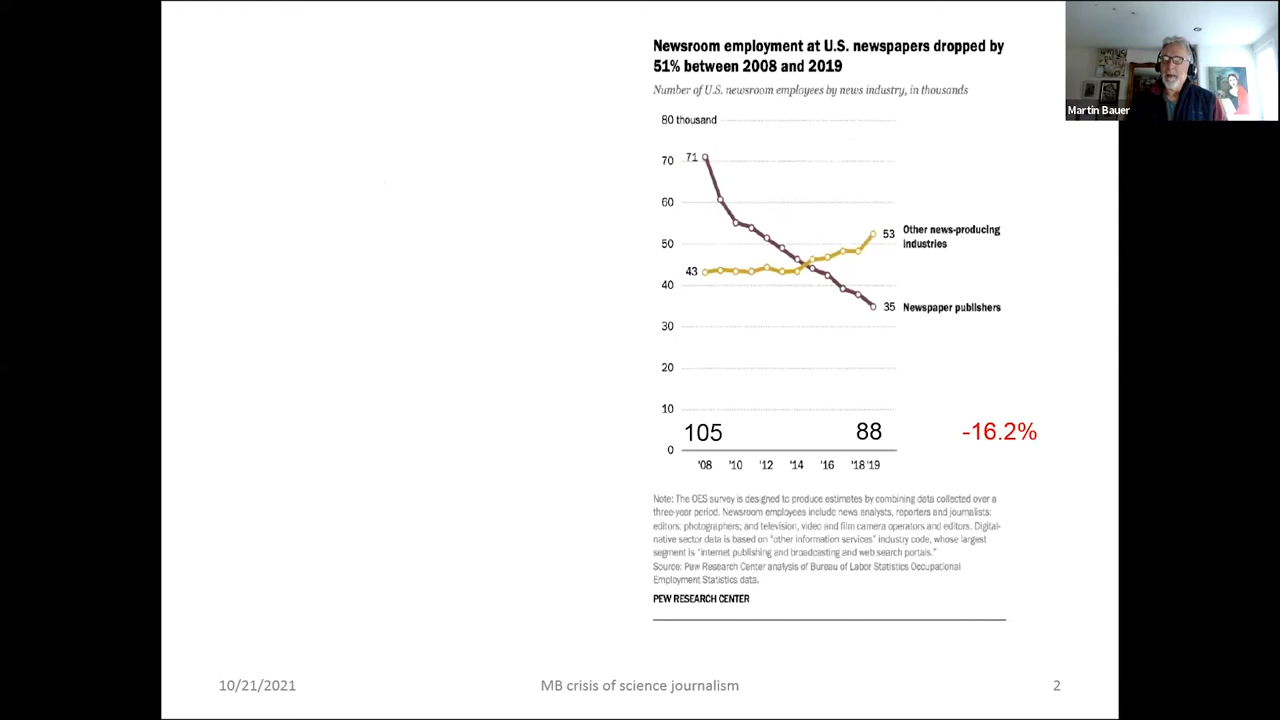 Newsroom employment at U.S. newspapers dropped by
51% between 2008 and 2019
Number of U.S. newsroom employees by news industry, in thousands
Martin Bauer
80 thousand
71
70
60
50
53
Other news-producing
industries
43
40
35
Newspaper publishers
30
20
10
105
88
-16.2%
0
'08
'10
'12
'14
'16
'18 '19
Note: The OES survey is designed to produce estimates by combining data collected over a
three-year period. Newsroom employees include news analysts, reporters and journalists;
editors; photographers; and television, video and film camera operators and editors. Digital-
native sector data is based on "other information services" industry code, whose largest
segment is "internet publishing and broadcasting and web search portals."
Source: Pew Research Center analysis of Bureau of Labor Statistics Occupational
Employment Statistics data.
PEW RESEARCH CENTER
10/21/2021
MB crisis of science journalism
2